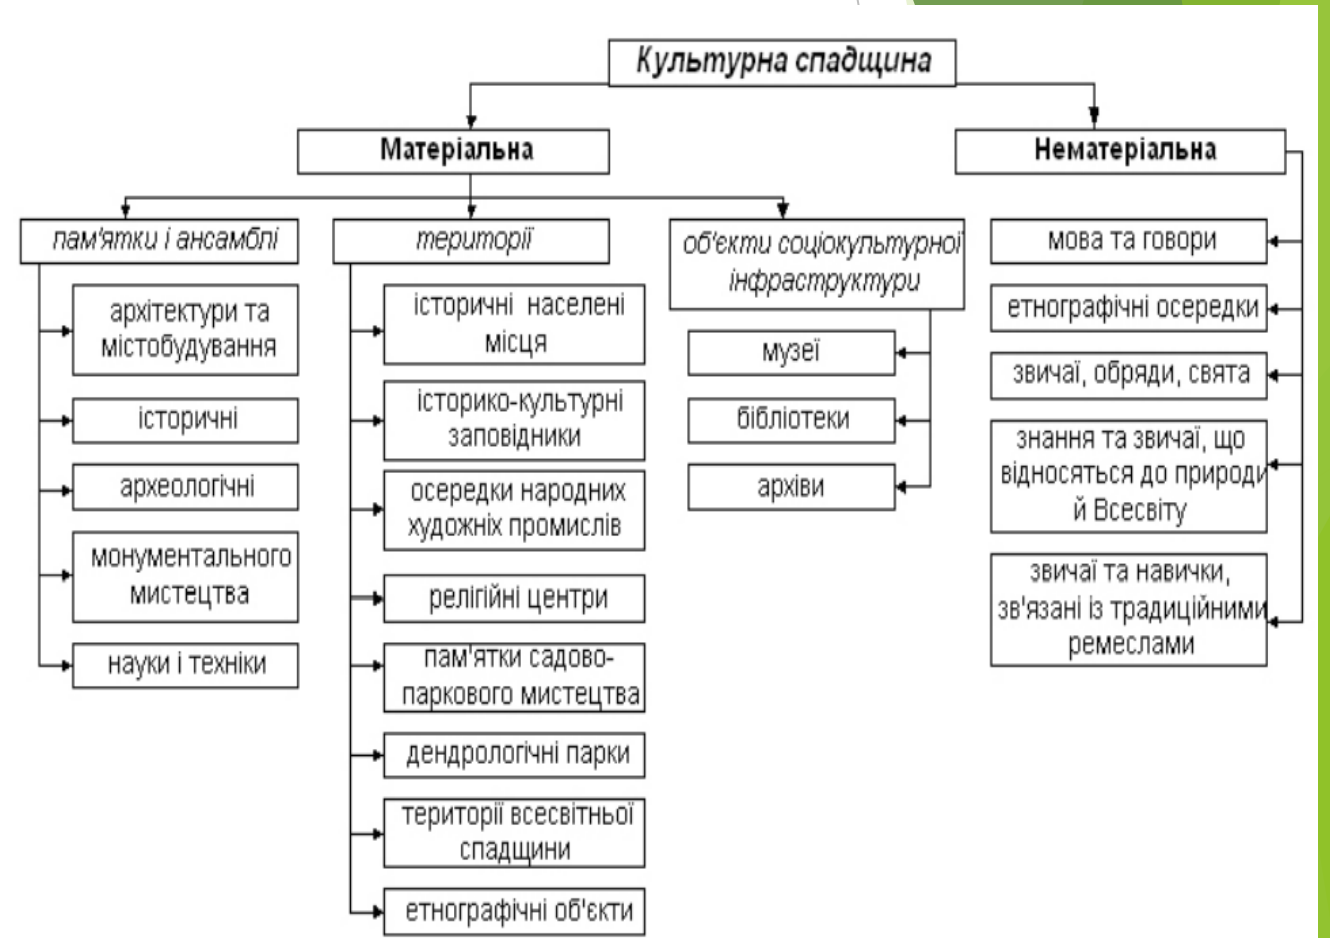 Культурна спадщина
Матеріальна
Нематеріальна
пам'ятки і ансамблі
архітектури та
містобудування
історичні
археологічні
монументального
мистецтва
науки і техніки
території
історичні населені
місця
історико-культурні
заповідники
осередки народних
художніх промислів
релігійні центри
пам'ятки садово-
паркового мистецтва
дендрологічні парки
території всесвітньої
спадщини
етнографічні об'єкти
об'єкти соціокультурної
інфраструктури
музеї
бібліотеки
архіви
мова та говори
етнографічні осередки
звичаї, обряди, свята
знання та звичаї, що
відносяться до природи
й Всесвіту
звичаї та навички,
зв'язані із традиційними
ремеслами